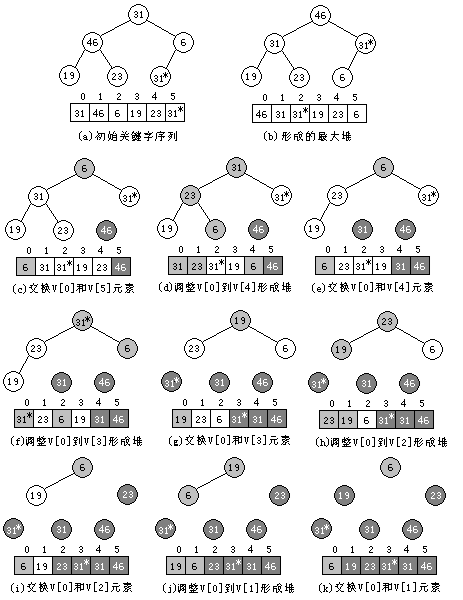 31 46
46 6 31 31*
19 23 31* 19 23 6
0 1 2 3 4 5 0 1 2 3 4 5
31 46 6 19 23 31* 46 31 31* 19 23 6
(a)初始关键字序列 (b)形成的最大堆
6 31 6
31 31* 23 31* 23 31*
19 23 46 19 6 46 19 31 46
0 1 2 3 4 5 0 1 2 3 4 5 0 1 2 3 4 5
6 31 31* 19 23 46 31 23 31* 19 6 46 6 23 31* 19 31 46
(c)交换V[0]和V[5]元素 (d)调整V[0]到V[4]形成堆 (e)交换V[0]和V[4]元素
31* 19 23
23 6 23 6 19 6
19 31 46 31* 31 46 31* 31 46
0 1 2 3 4 5 0 1 2 3 4 5 0 1 2 3 4 5
31* 23 6 19 31 46 19 23 6 31* 31 46 23 19 6 31* 31 46
(f)调整V[0]到V[3]形成堆 (g)交换V[0]和V[3]元素 (h)调整V[0]到V[2]形成堆
6 19 6
19 23 6 23 19 23
31* 31 46 31* 31 46 31* 31 46
0 1 2 3 4 5 0 1 2 3 4 5 0 1 2 3 4 5
6 19 23 31* 31 46 19 6 23 31* 31 46 6 19 23 31* 31 46
(i)交换V[0]和V[2]元素 (j)调整V[0]到V[1]形成堆 (k)交换V[0]和V[1]元素